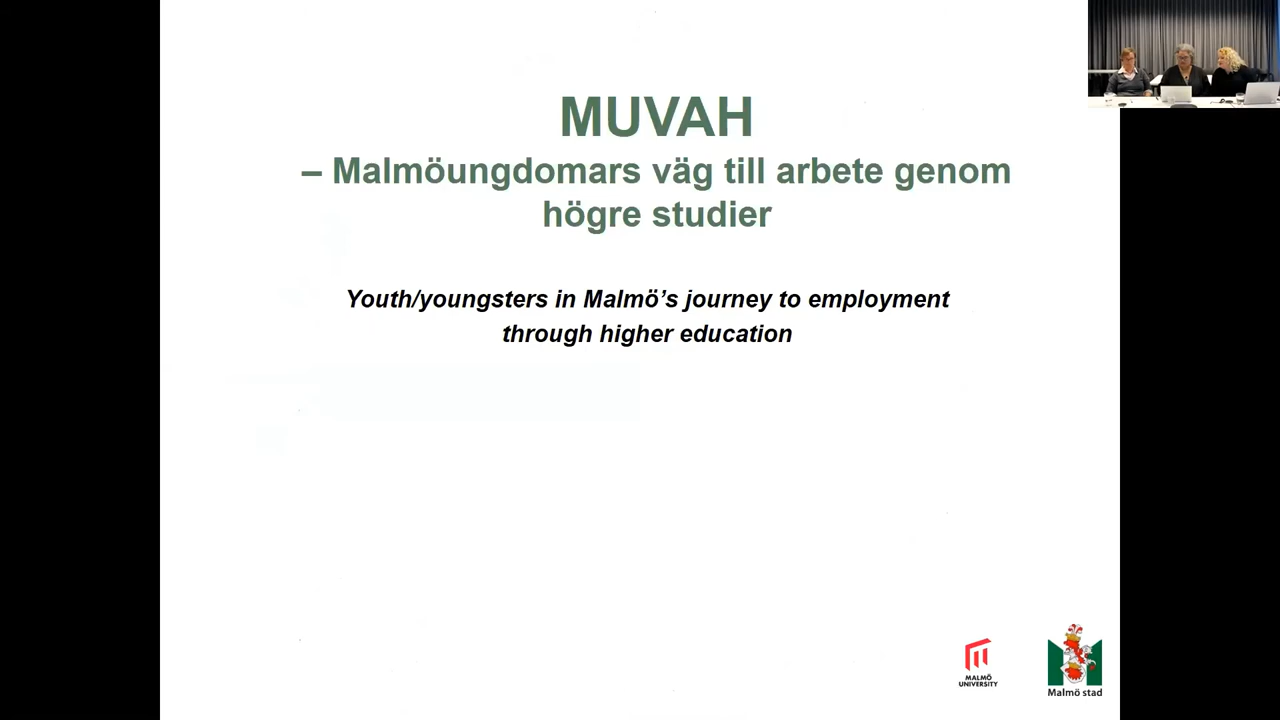 MUVAH
– Malmöungdomars väg till arbete genom
högre studier
Youth/youngsters in Malmö’s journey to employment
through higher education
MALMÖ
UNIVERSITY
Malmö stad